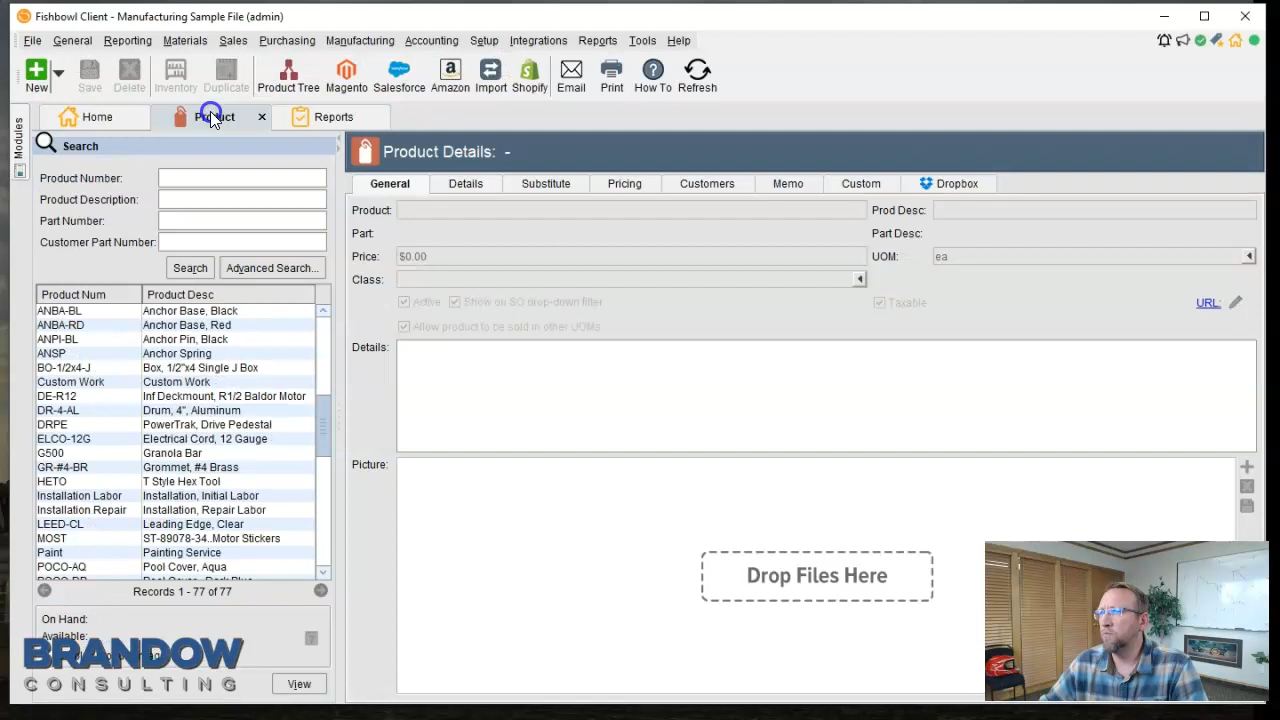 Fishbowl Client - Manufacturing Sample File (admin)
File General Reporting Materials Sales Purchasing Manufacturing Accounting Setup Integrations Reports Tools Help
New Save Delete Inventory Duplicate Product Tree Magento Salesforce Amazon Import Shopify Email Print How To Refresh
Modules
Home Product Reports
Search
Product Number:
Product Description:
Part Number:
Customer Part Number:
Search Advanced Search...
Product Num Product Desc
ANBA-BL Anchor Base, Black
ANBA-RD Anchor Base, Red
ANPI-BL Anchor Pin, Black
ANSP Anchor Spring
BO-1/2x4-J Box, 1/2"x4 Single J Box
Custom Work Custom Work
DE-R12 Inf Deckmount, R1/2 Baldor Motor
DR-4-AL Drum, 4", Aluminum
DRPE PowerTrak, Drive Pedestal
ELCO-12G Electrical Cord, 12 Gauge
G500 Granola Bar
GR-#4-BR Grommet, #4 Brass
HETO T Style Hex Tool
Installation Labor Installation, Initial Labor
Installation Repair Installation, Repair Labor
LEED-CL Leading Edge, Clear
MOST ST-89078-34..Motor Stickers
Paint Painting Service
POCO-AQ Pool Cover, Aqua
Records 1 - 77 of 77
On Hand:
Available:
BRANDOW
CONSULTING
View
Product Details: -
General Details Substitute Pricing Customers Memo Custom Dropbox
Product: Prod Desc:
Part: Part Desc:
Price: $0.00 UOM: ea
Class:
Active Show on SO drop-down filter Taxable URL:
Allow product to be sold in other UOMs
Details:
Picture:
Drop Files Here